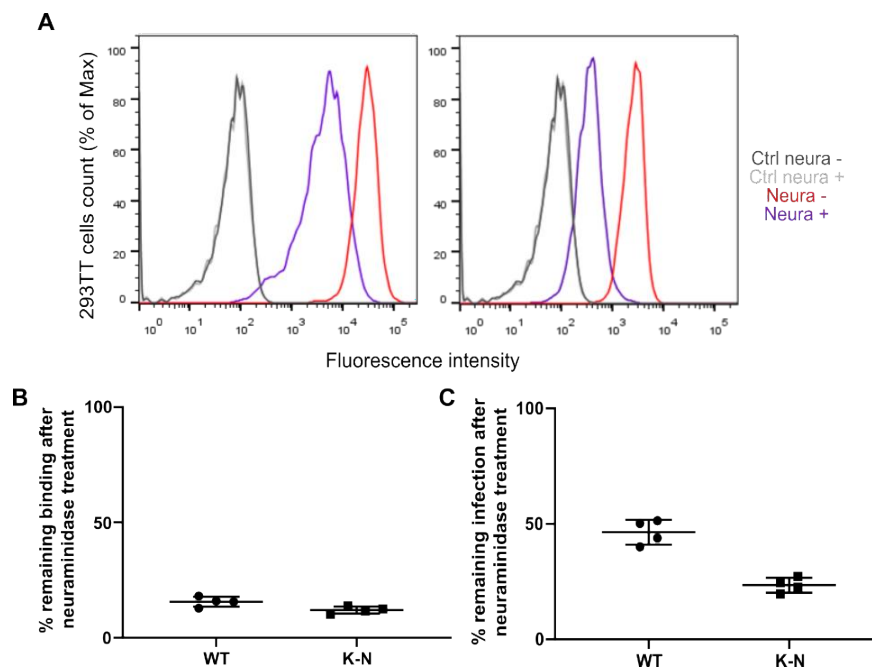 A
293TT cells count (% of Max)
100
80
60
40
20
0
10^0 10^1 10^2 10^3 10^4 10^5
100
80
60
40
20
0
10^0 10^1 10^2 10^3 10^4 10^5
Ctrl neura -
Ctrl neura +
Neura -
Neura +
Fluorescence intensity
B
% remaining binding after
neuraminidase treatment
100
50
0
WT K-N
C
% remaining infection after
neuraminidase treatment
100
50
0
WT K-N